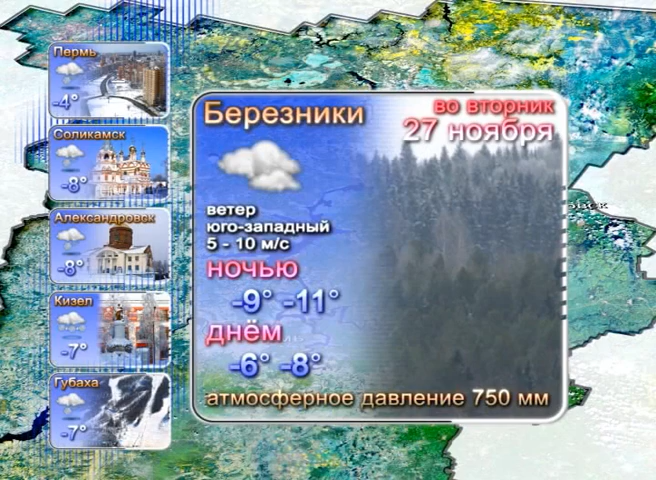 Пермь
-4°
Соликамск
-8°
Александровск
-8°
Кизел
-7°
Губаха
-7°
Березники
во вторник
27 ноября
ветер
юго-западный
5 - 10 м/с
ночью
-9° -11°
днём
-6° -8°
атмосферное давление 750 мм